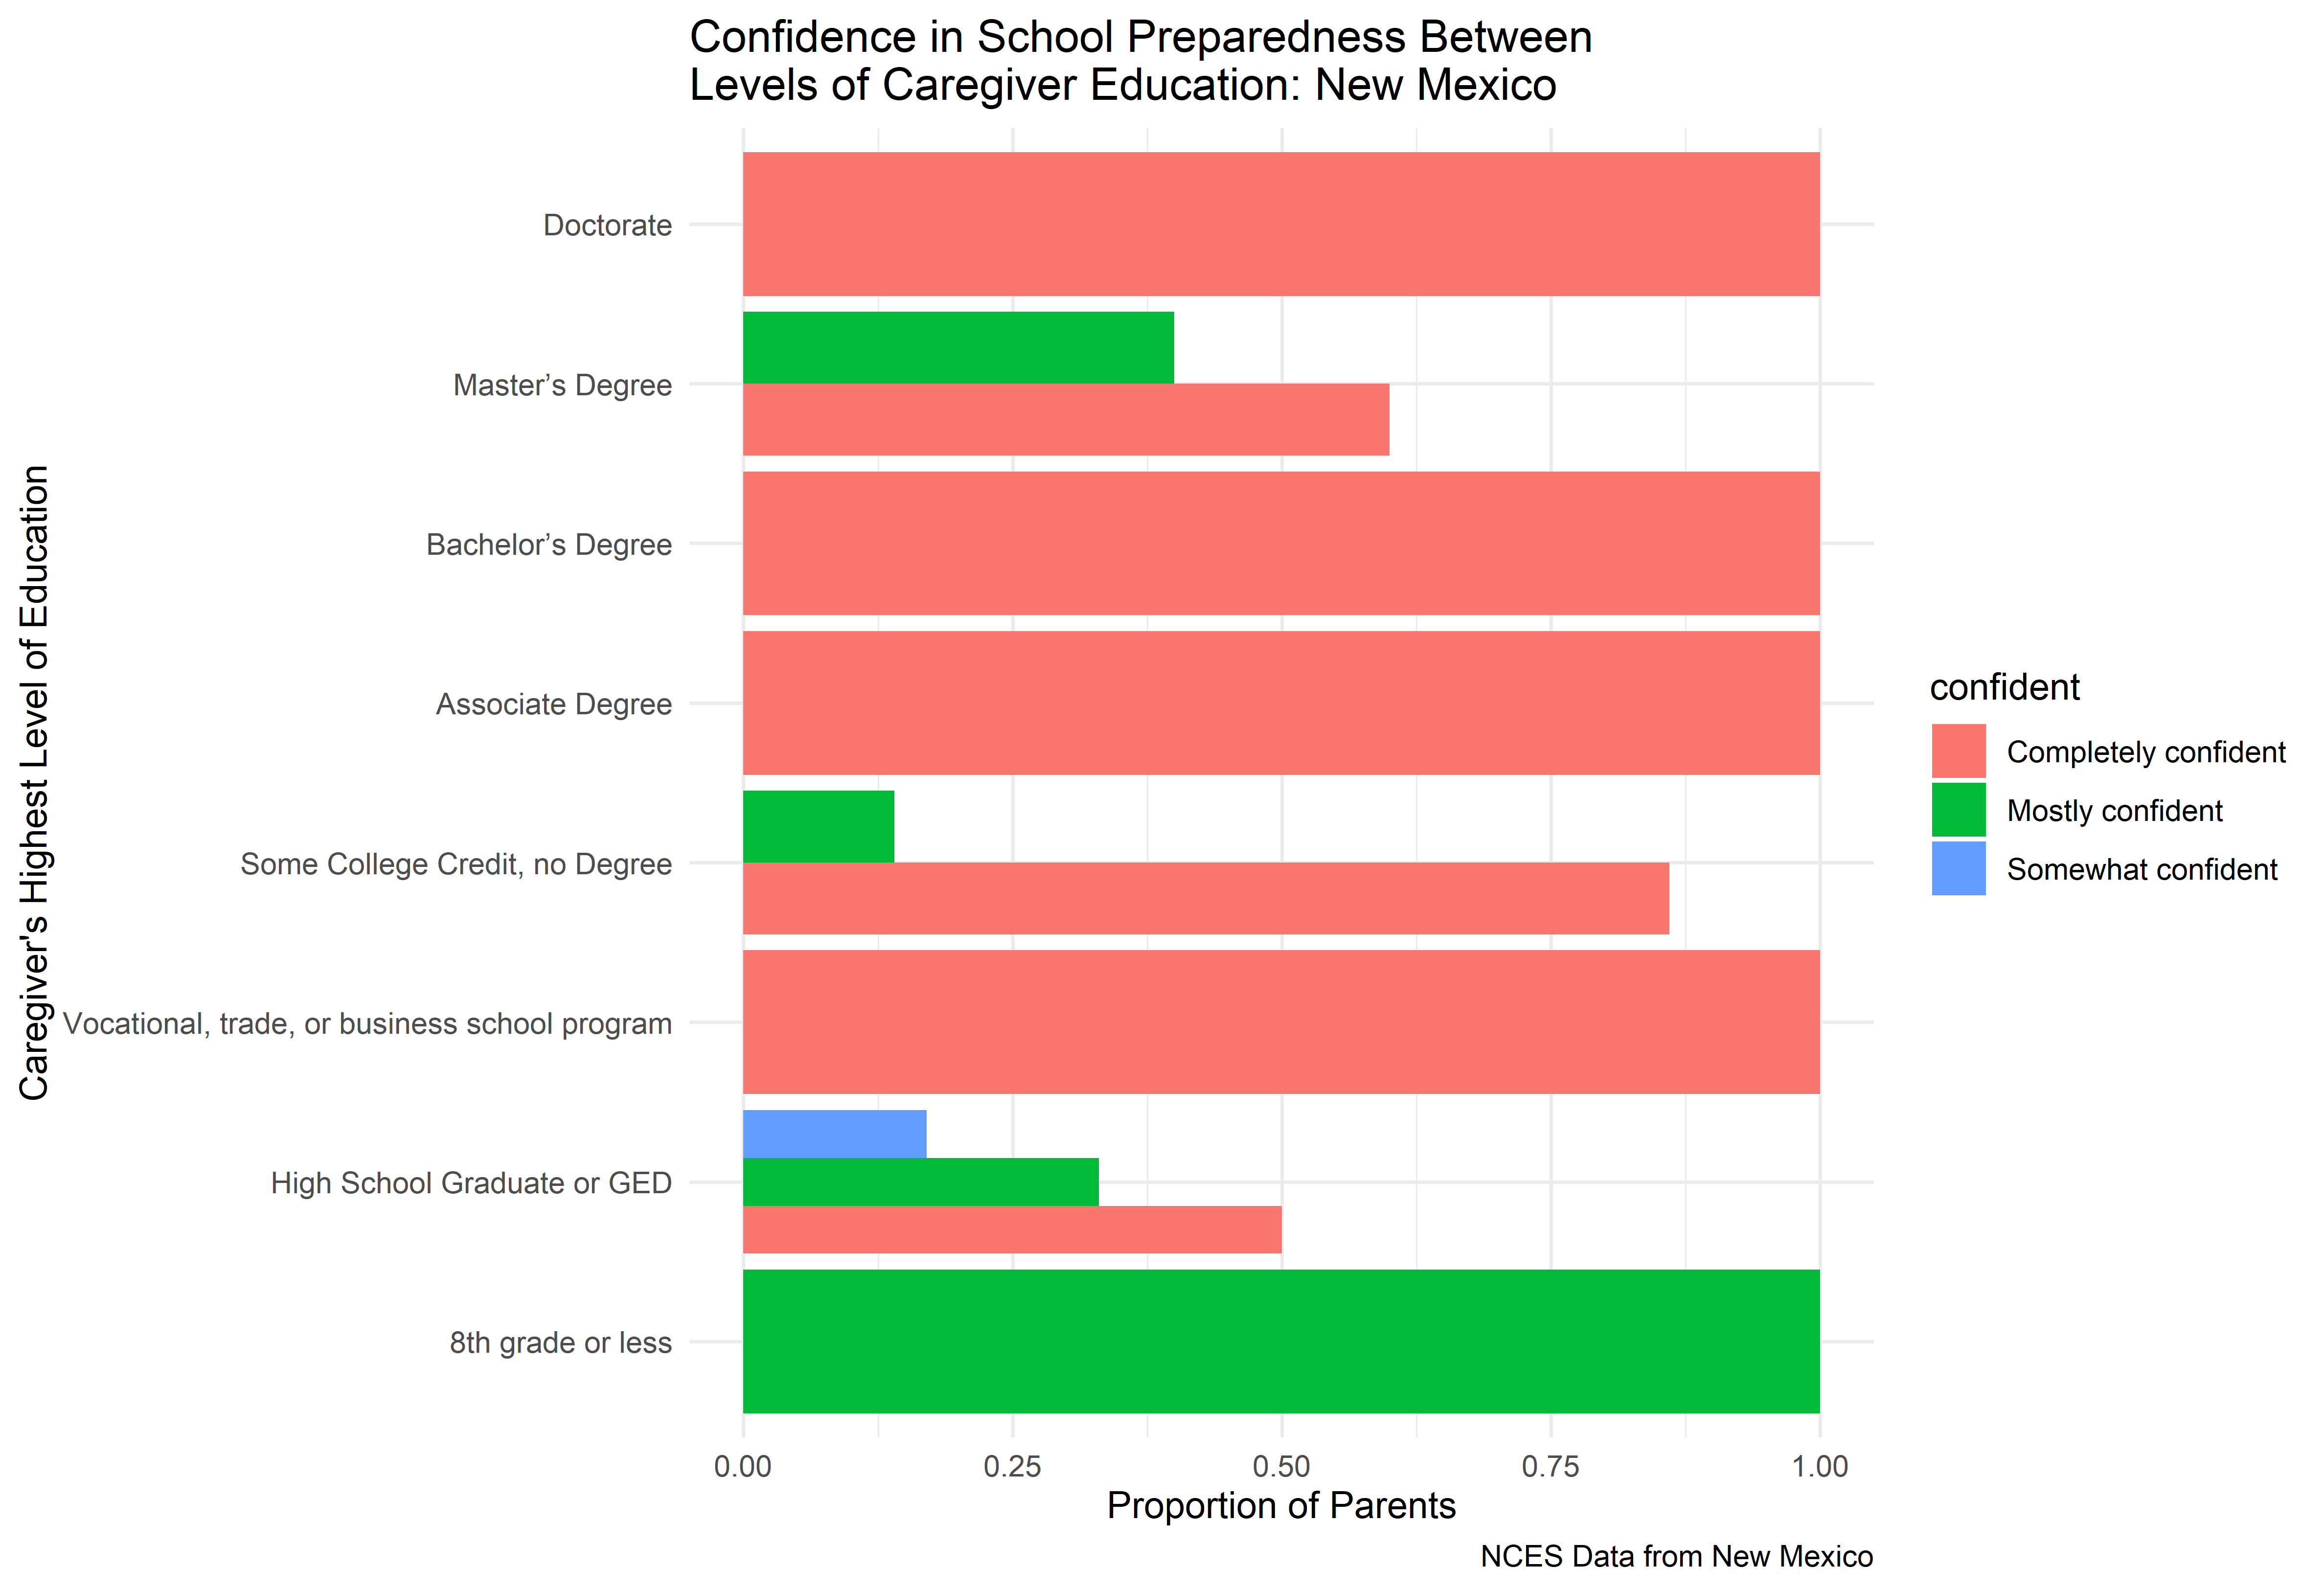 Confidence in School Preparedness Between
Levels of Caregiver Education: New Mexico
Caregiver's Highest Level of Education
Doctorate
Master’s Degree
Bachelor’s Degree
Associate Degree
Some College Credit, no Degree
Vocational, trade, or business school program
High School Graduate or GED
8th grade or less
0.00 0.25 0.50 0.75 1.00
Proportion of Parents
confident
Completely confident
Mostly confident
Somewhat confident
NCES Data from New Mexico